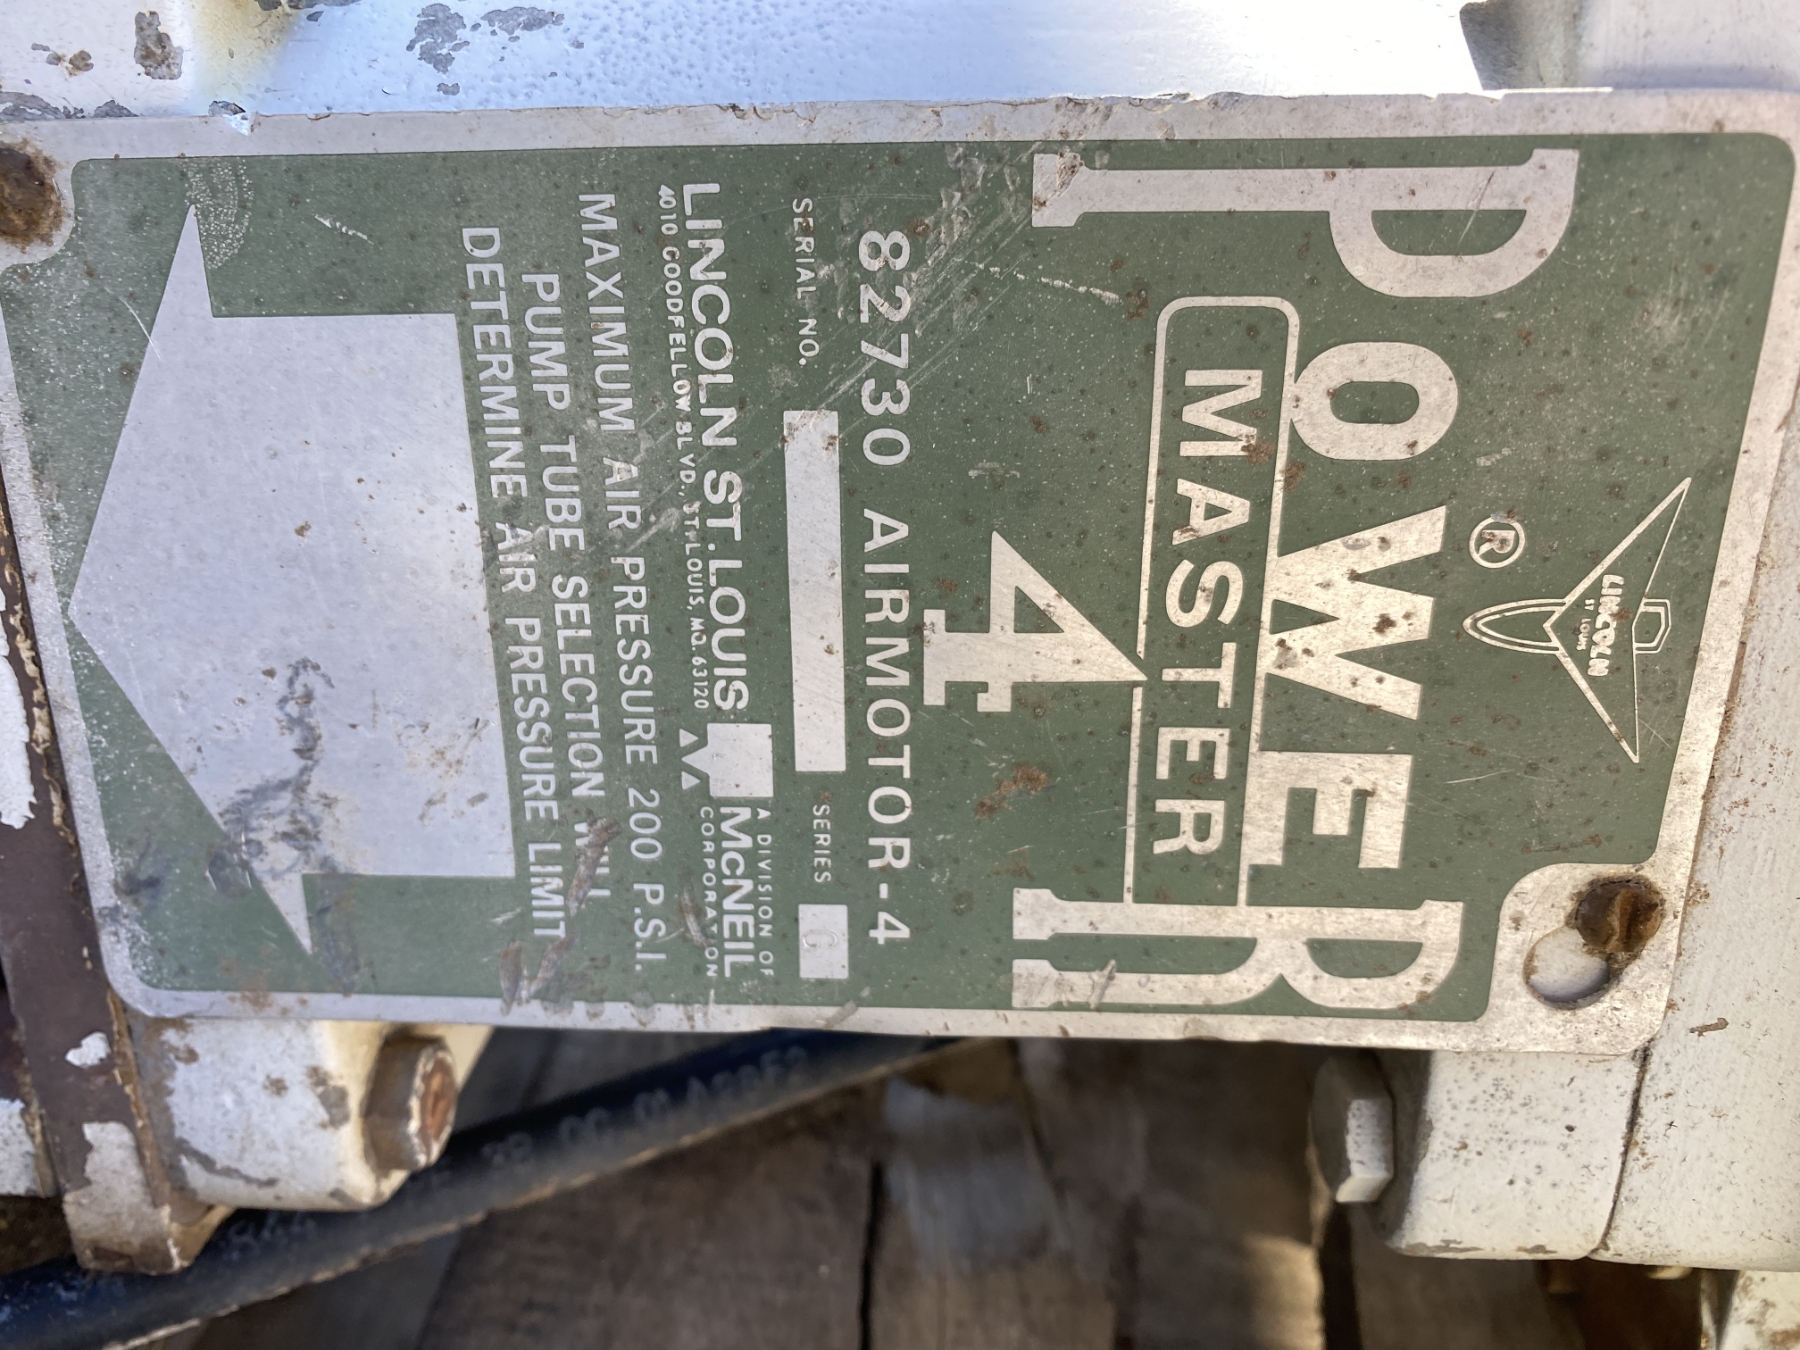 LINCOLN
ST LOUIS
®
POWER
MASTER
4
82730 AIRMOTOR-4
SERIAL NO. SERIES
LINCOLN ST. LOUIS A DIVISION OF McNEIL CORPORATION
4010 GOODFELLOW BLVD., ST. LOUIS, MO. 63120
MAXIMUM AIR PRESSURE 200 P.S.I.
PUMP TUBE SELECTION WILL
DETERMINE AIR PRESSURE LIMIT